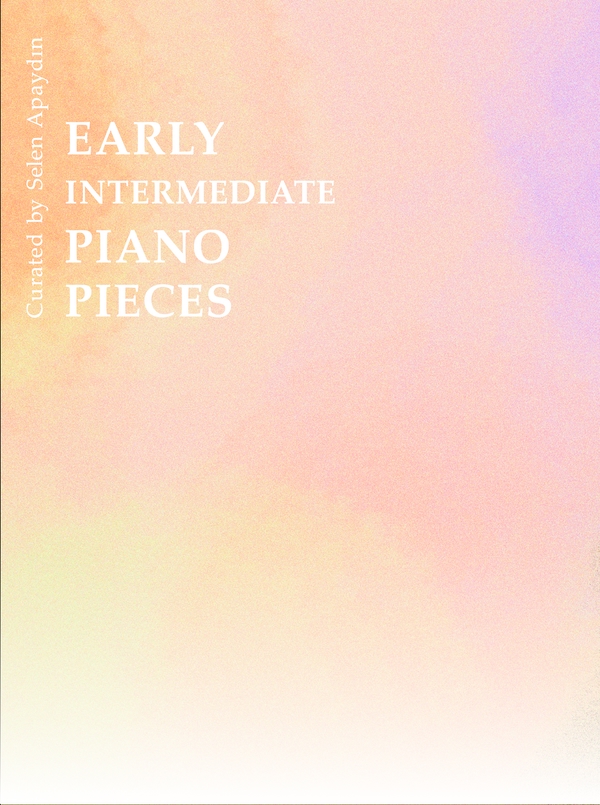 Curated by Selen Apaydın
EARLY
INTERMEDIATE
PIANO
PIECES